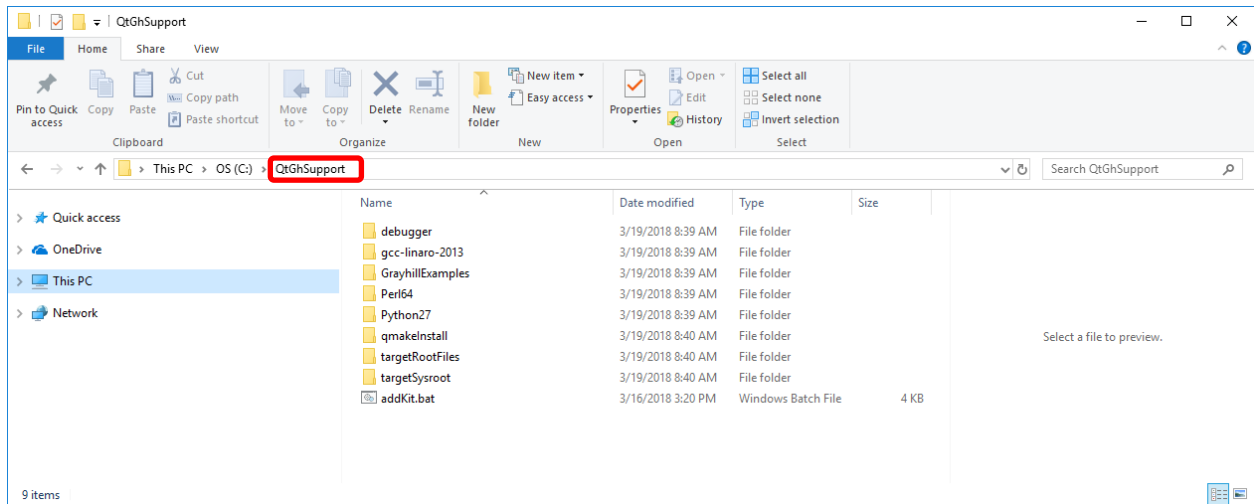 QtGhSupport
File Home Share View
Pin to Quick access
Copy
Paste
Cut
Copy path
Paste shortcut
Clipboard
Move to
Copy to
Delete
Rename
Organize
New folder
New item
Easy access
New
Properties
Open
Edit
History
Open
Select all
Select none
Invert selection
Select
This PC > OS (C:) > QtGhSupport
Search QtGhSupport
Quick access
OneDrive
This PC
Network
Name Date modified Type Size
debugger 3/19/2018 8:39 AM File folder
gcc-linaro-2013 3/19/2018 8:39 AM File folder
GrayhillExamples 3/19/2018 8:39 AM File folder
Perl64 3/19/2018 8:39 AM File folder
Python27 3/19/2018 8:39 AM File folder
qmakeInstall 3/19/2018 8:40 AM File folder
targetRootFiles 3/19/2018 8:40 AM File folder
targetSysroot 3/19/2018 8:40 AM File folder
addKit.bat 3/16/2018 3:20 PM Windows Batch File 4 KB
Select a file to preview.
9 items